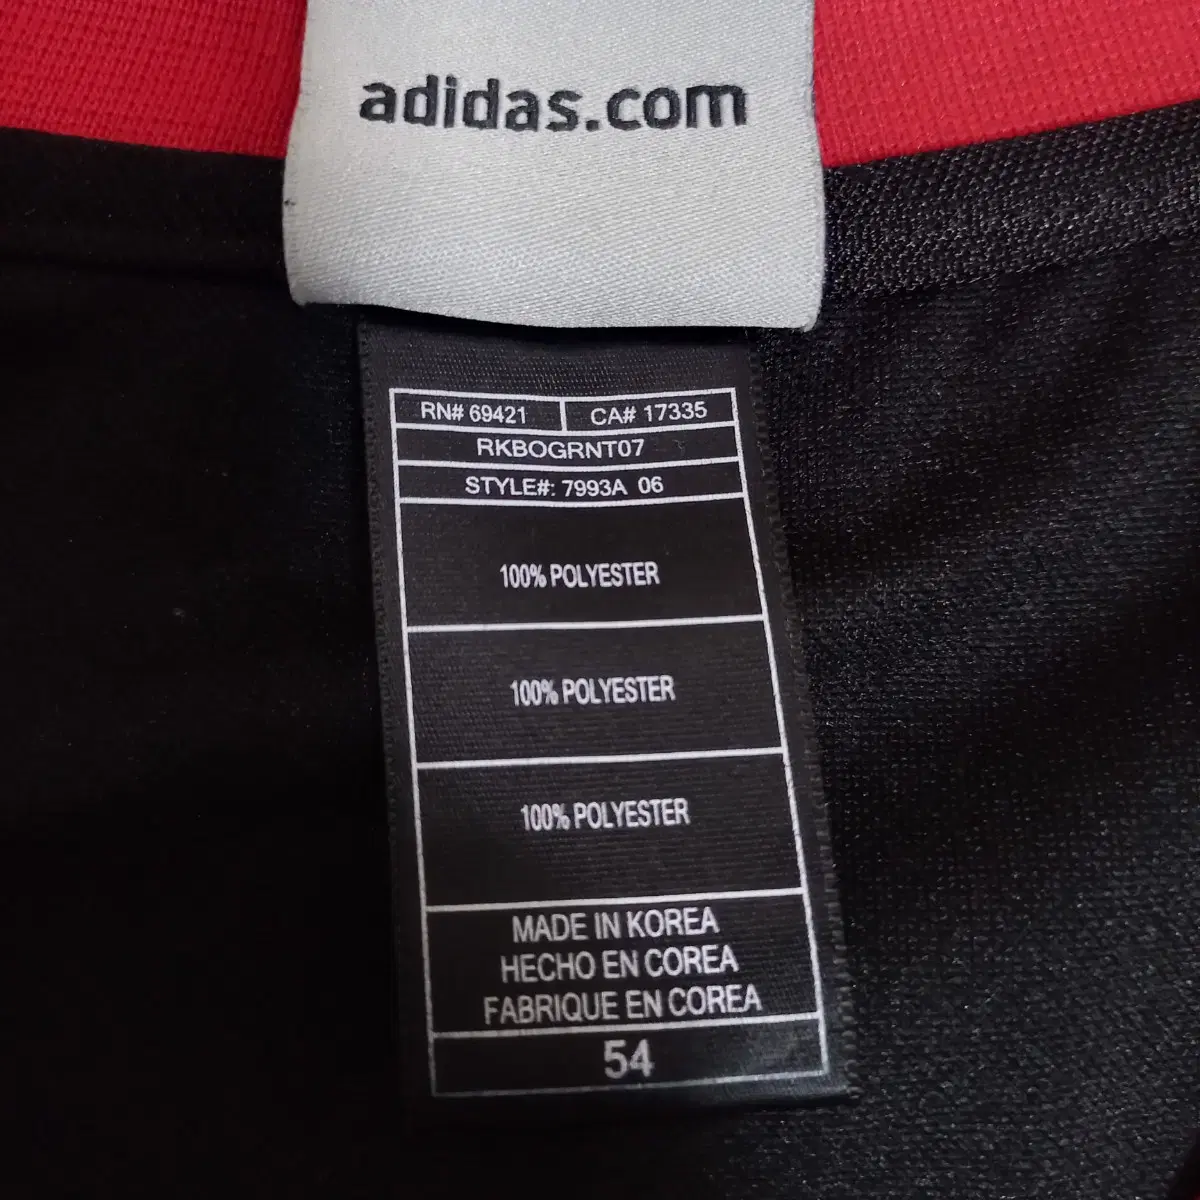 adidas.com
RN# 69421 CA# 17335
RKBOGRNT07
STYLE#: 7993A 06
100% POLYESTER
100% POLYESTER
100% POLYESTER
MADE IN KOREA
HECHO EN COREA
FABRIQUE EN COREA
54